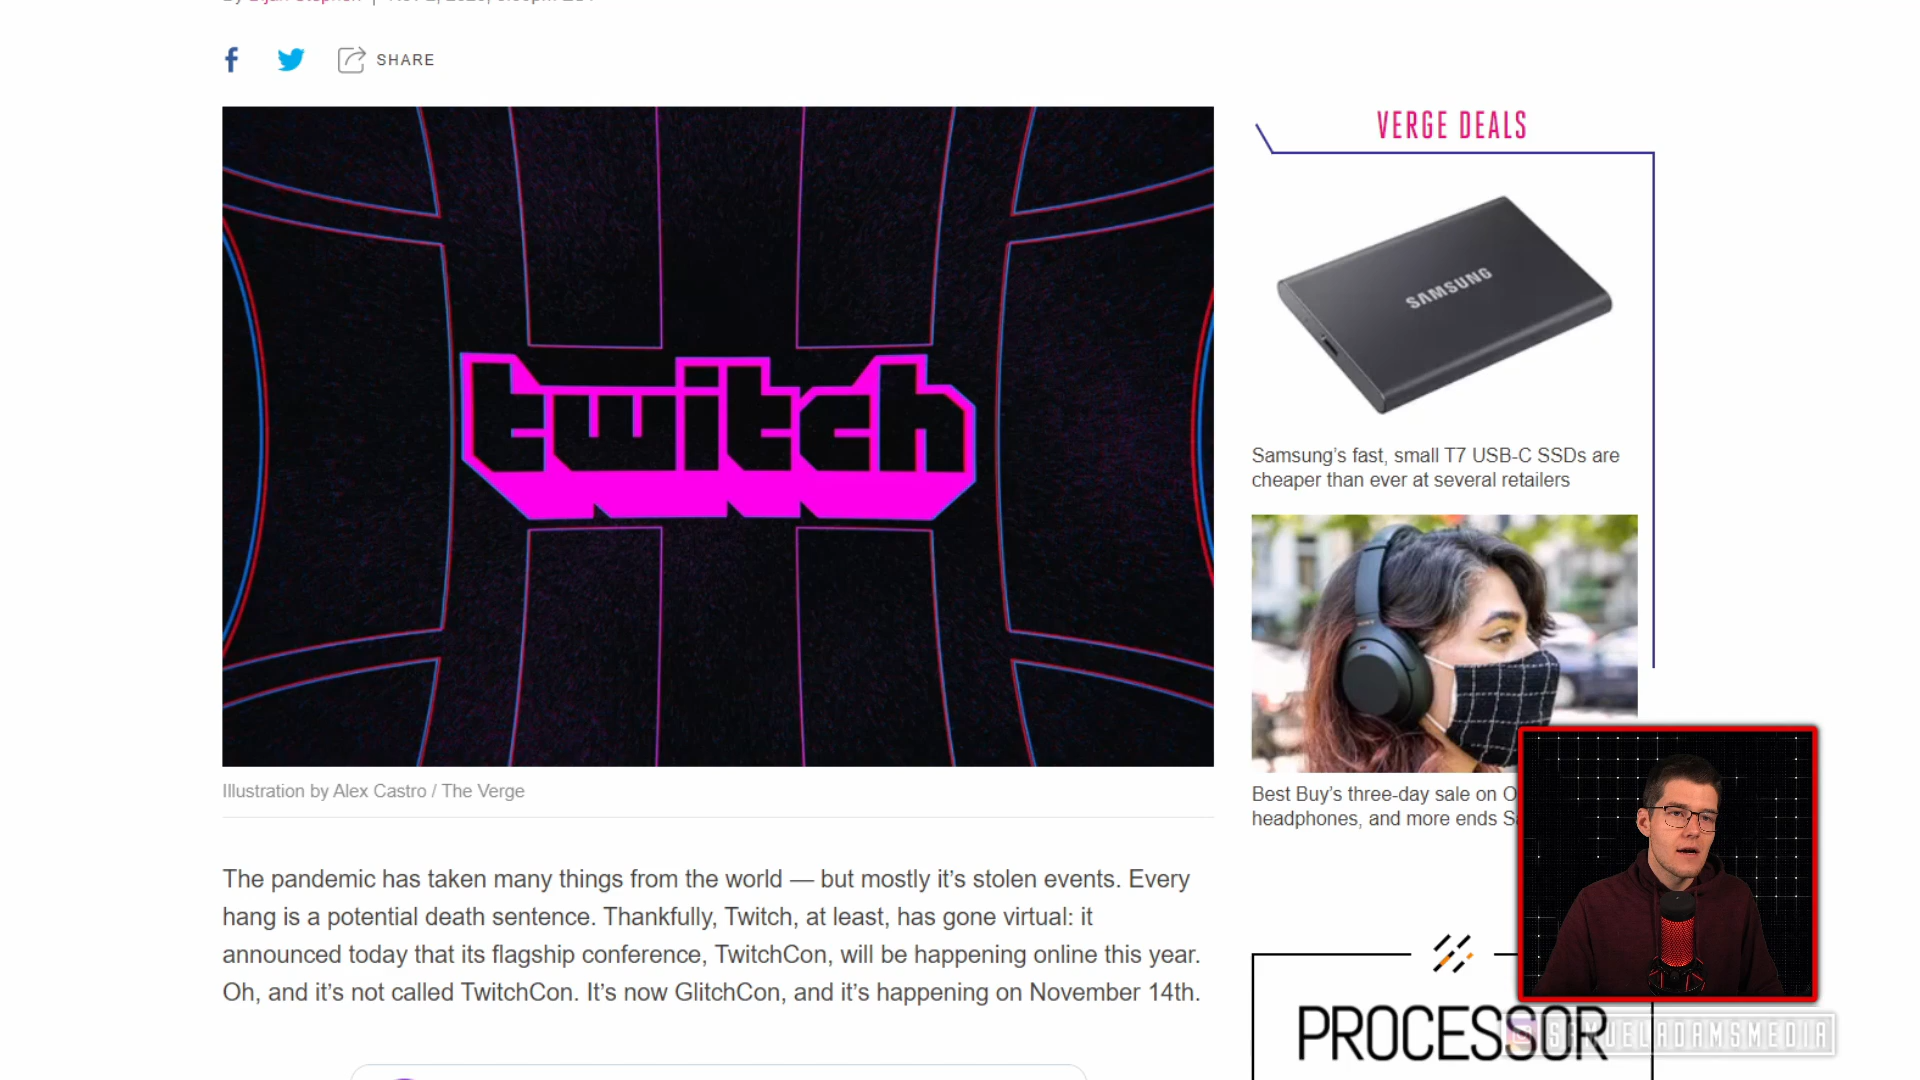 SHARE
twitch
Illustration by Alex Castro / The Verge
The pandemic has taken many things from the world — but mostly it's stolen events. Every
hang is a potential death sentence. Thankfully, Twitch, at least, has gone virtual: it
announced today that its flagship conference, TwitchCon, will be happening online this year.
Oh, and it's not called TwitchCon. It's now GlitchCon, and it's happening on November 14th.
VERGE DEALS
SAMSUNG
Samsung's fast, small T7 USB-C SSDs are
cheaper than ever at several retailers
SONY
Best Buy's three-day sale on
headphones, and more ends
PROCESSOR
SAMUELADAMSMEDIA